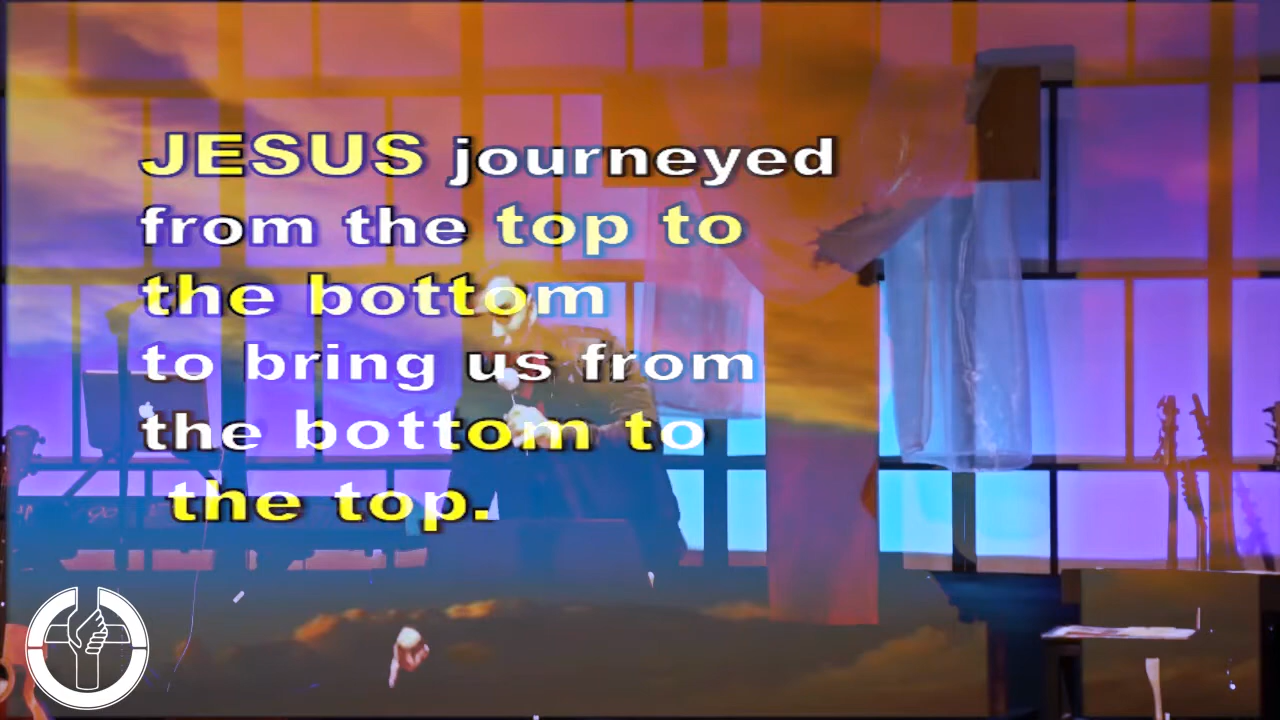 JESUS journeyed
from the top to
the bottom
to bring us from
the bottom to
the top.